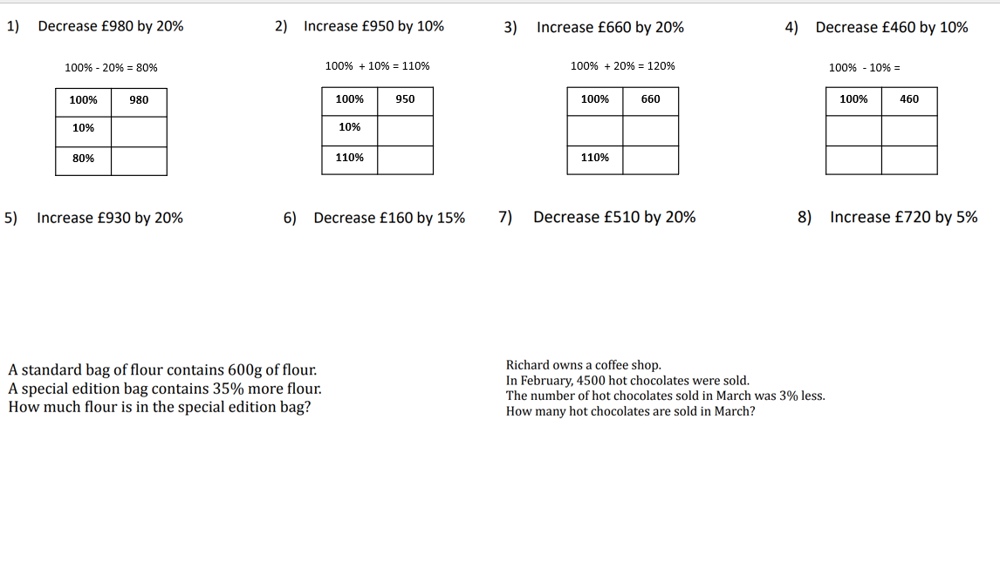 1) Decrease £980 by 20%
100% - 20% = 80%
100% 980
10%
80%
2) Increase £950 by 10%
100% + 10% = 110%
100% 950
10%
110%
3) Increase £660 by 20%
100% + 20% = 120%
100% 660
110%
4) Decrease £460 by 10%
100% - 10% =
100% 460
5) Increase £930 by 20%
6) Decrease £160 by 15%
7) Decrease £510 by 20%
8) Increase £720 by 5%
A standard bag of flour contains 600g of flour.
A special edition bag contains 35% more flour.
How much flour is in the special edition bag?
Richard owns a coffee shop.
In February, 4500 hot chocolates were sold.
The number of hot chocolates sold in March was 3% less.
How many hot chocolates are sold in March?